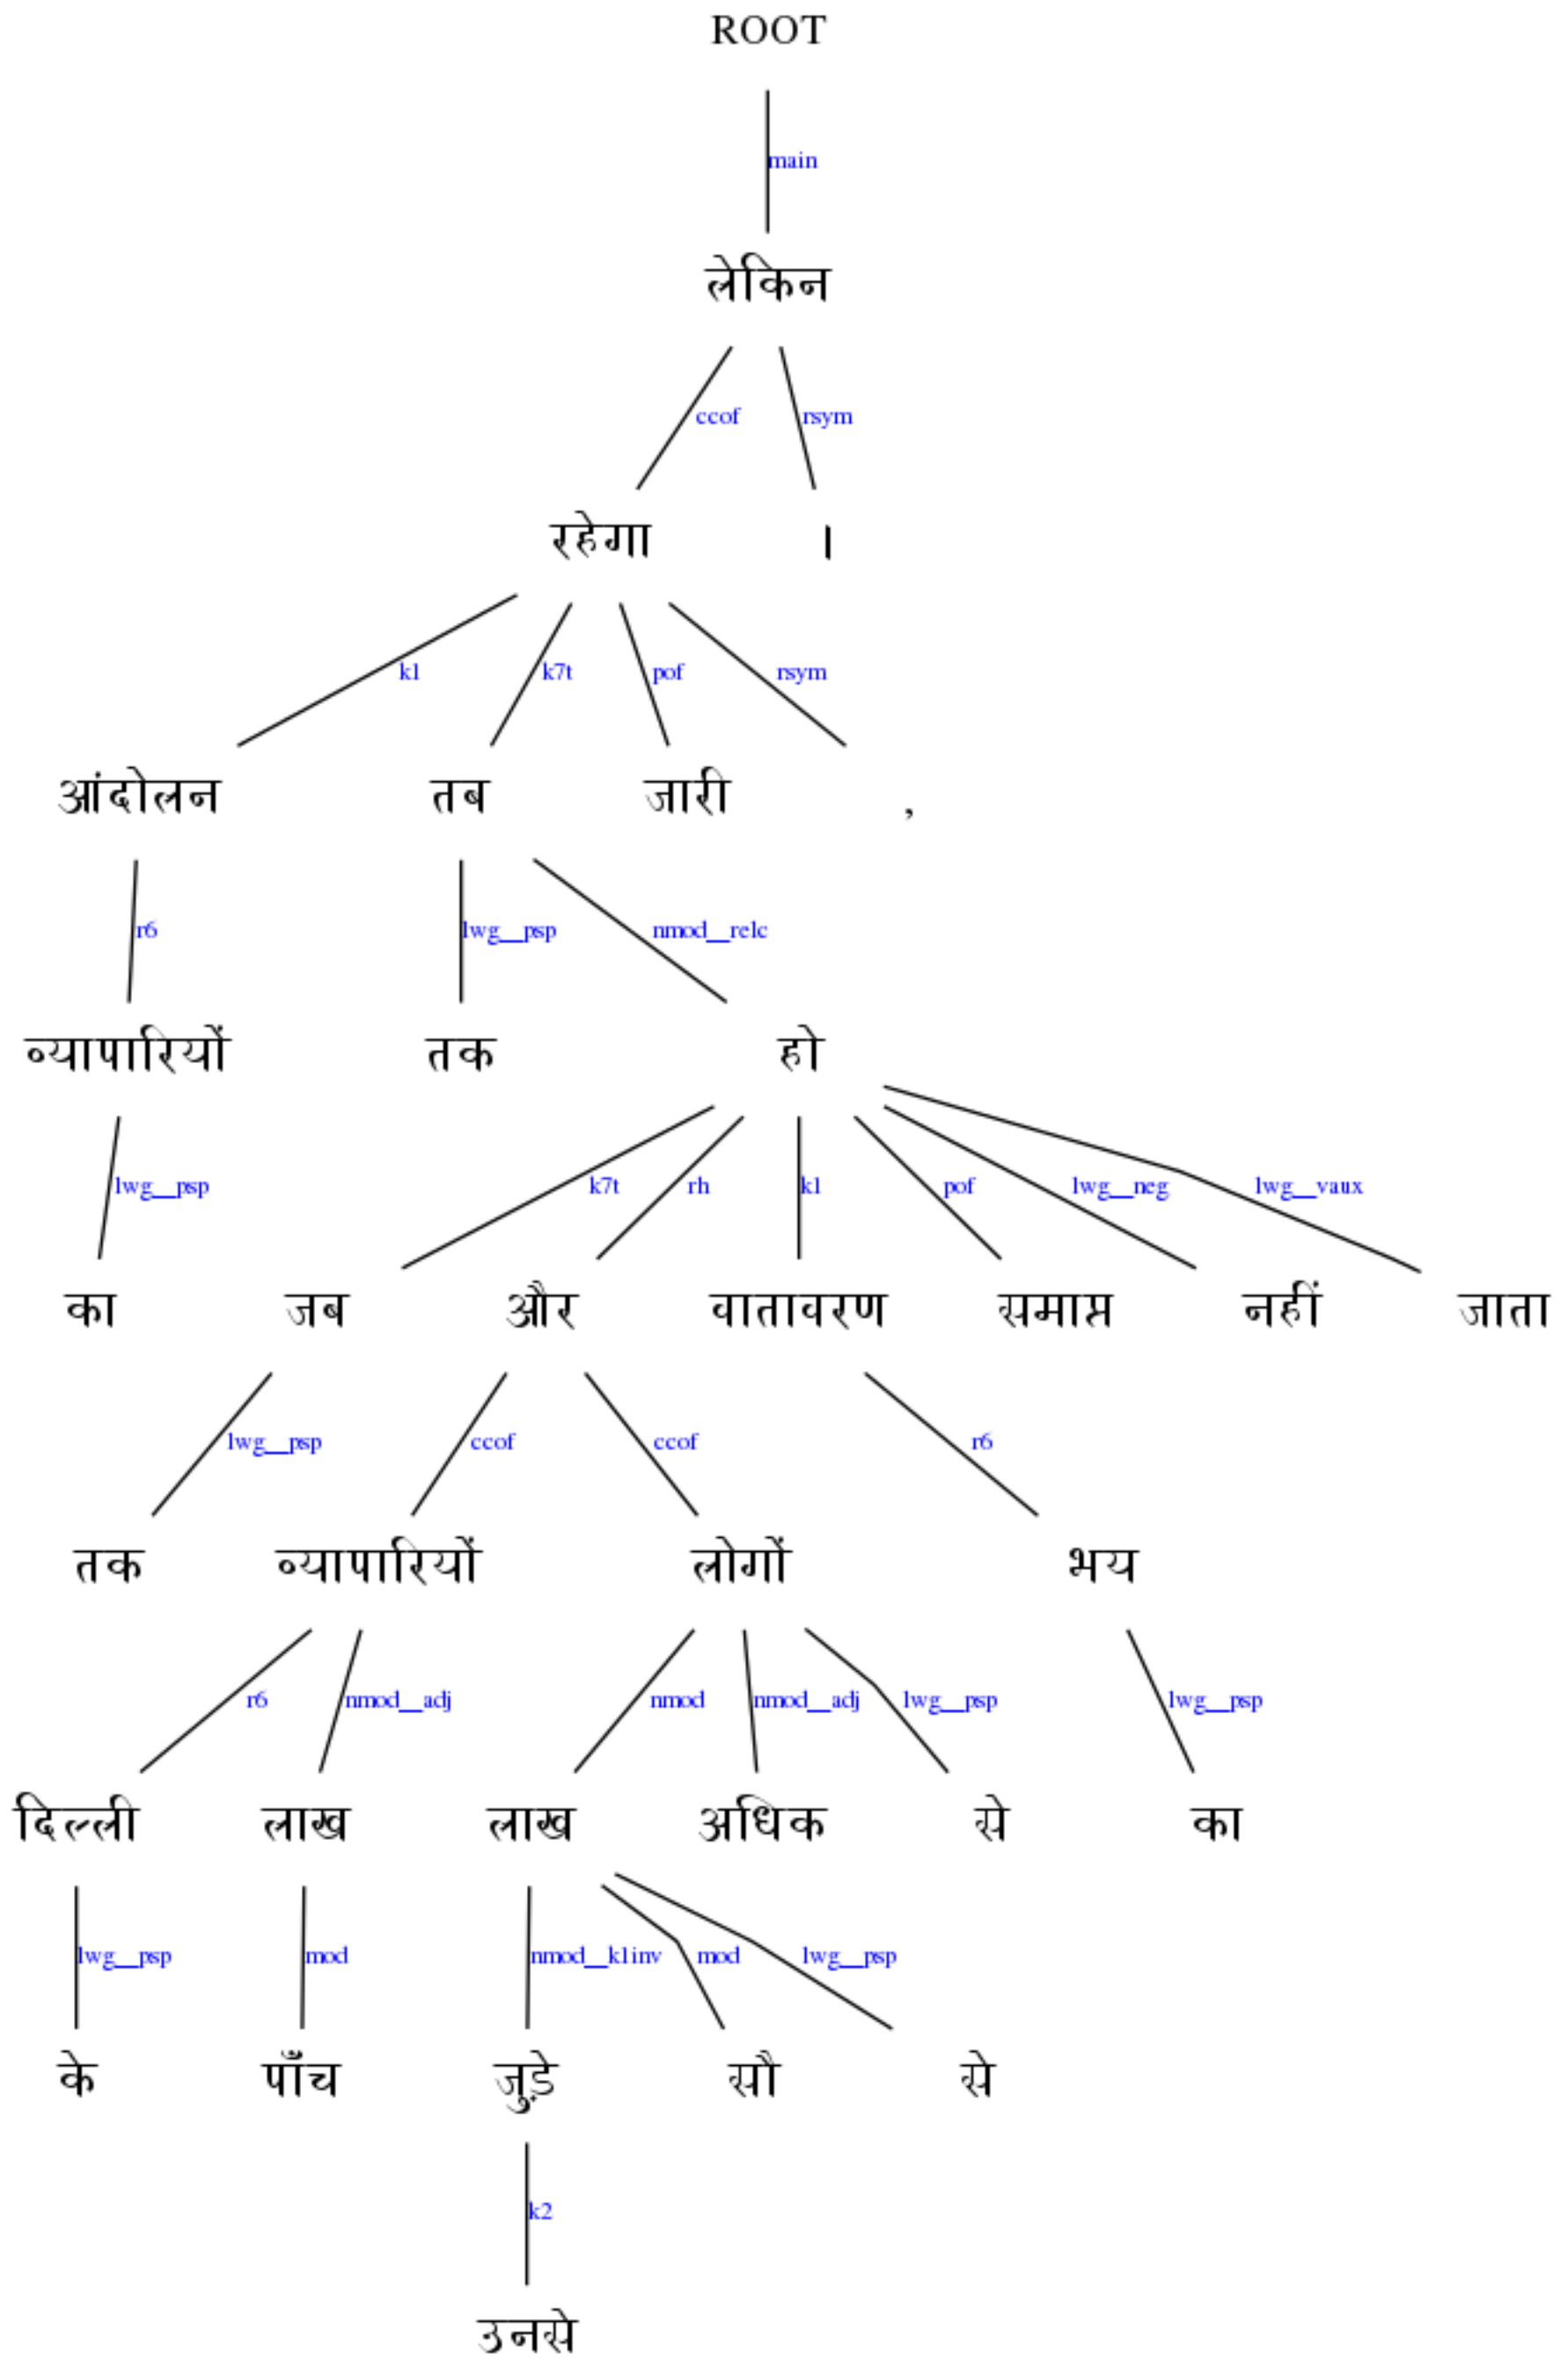 ROOT
main
लेकिन
ccof rsym
रहेगा ।
k1 k7t pof rsym
आंदोलन तब जारी ,
r6 lwg__psp nmod__relc
व्यापारियों तक हो
lwg__psp k7t rh k1 pof lwg__neg lwg__vaux
का जब और वातावरण समाप्त नहीं जाता
lwg__psp ccof ccof r6
तक व्यापारियों लोगों भय
r6 nmod__adj nmod nmod__adj lwg__psp lwg__psp
दिल्ली लाख लाख अधिक से का
lwg__psp mod nmod__k1inv mod lwg__psp
के पाँच जुड़े सौ से
k2
उनसे